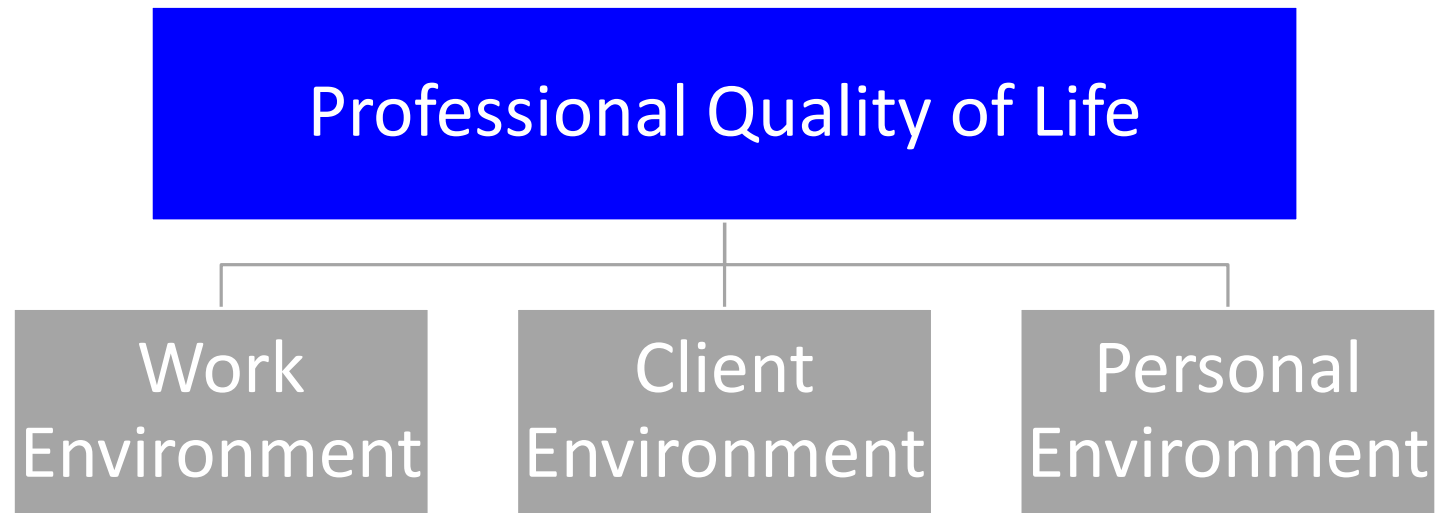 Professional Quality of Life
Work
Environment
Client
Environment
Personal
Environment